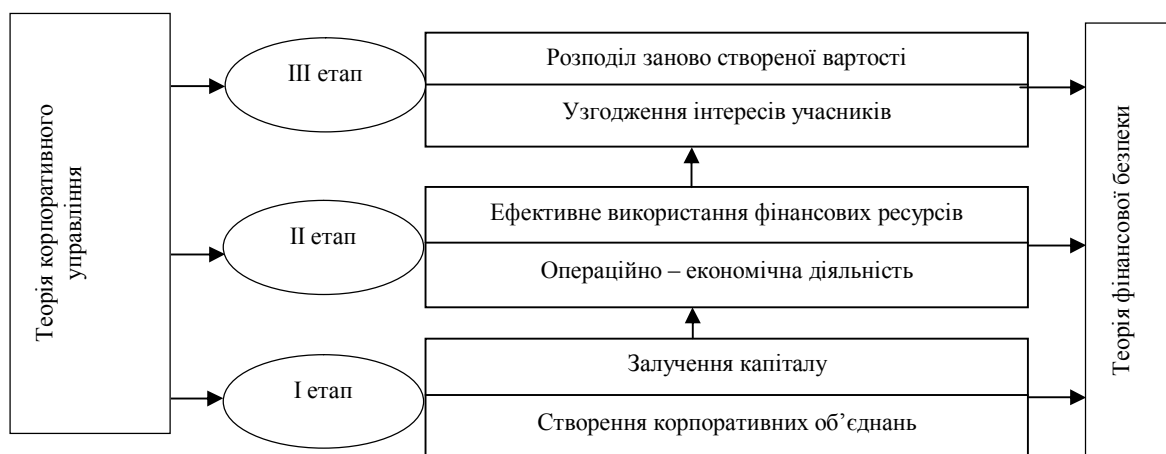 Теорія корпоративного
управління
III етап
Розподіл заново створеної вартості
Узгодження інтересів учасників
II етап
Ефективне використання фінансових ресурсів
Операційно – економічна діяльність
I етап
Залучення капіталу
Створення корпоративних об’єднань
Теорія фінансової безпеки